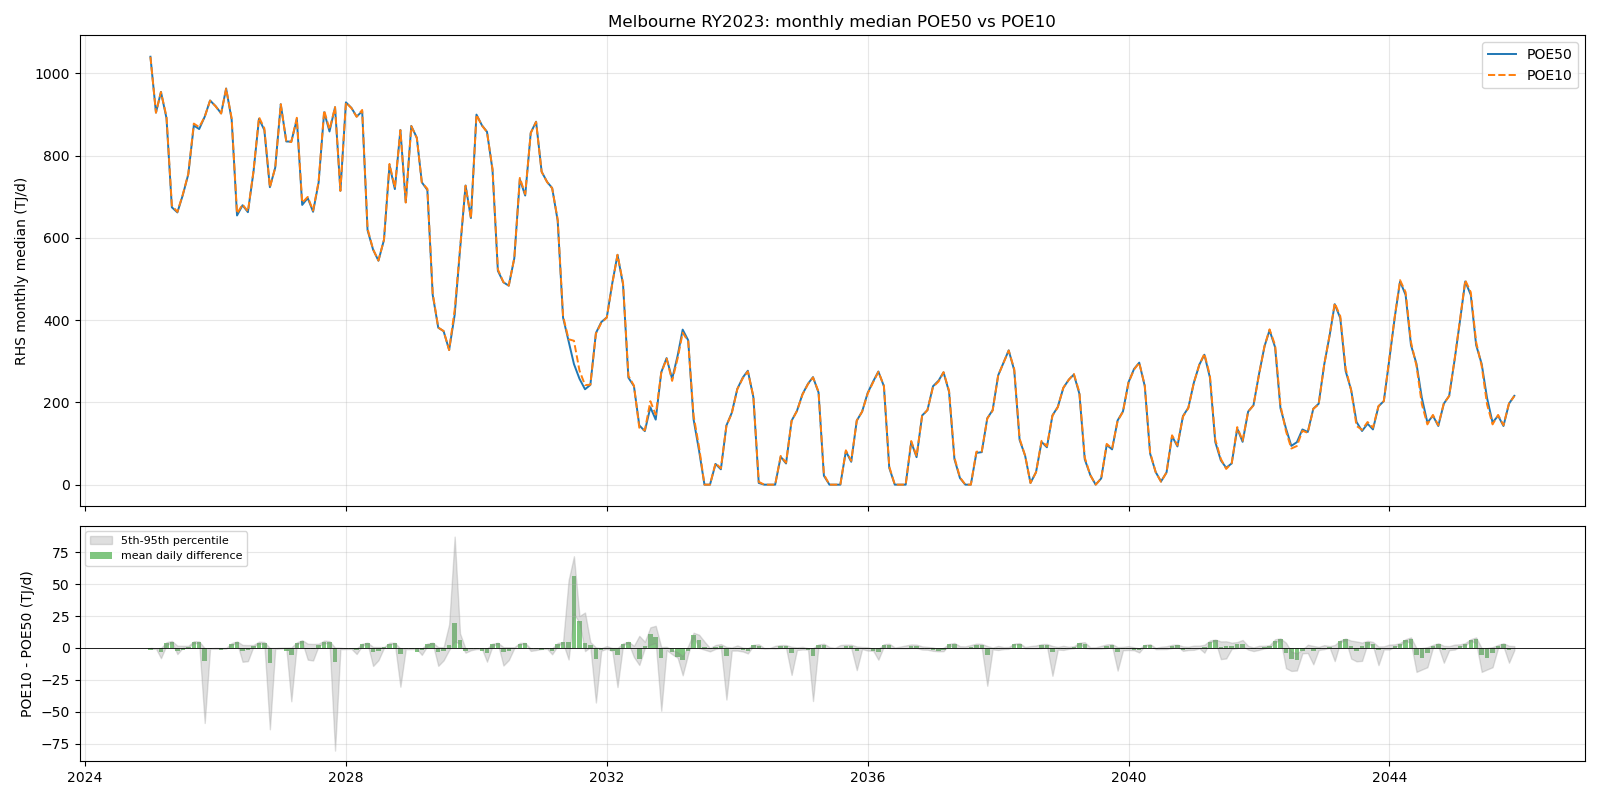 Melbourne RY2023: monthly median POE50 vs POE10
RHS monthly median (TJ/d)
1000
800
600
400
200
0
POE50
POE10
POE10 - POE50 (TJ/d)
75
50
25
0
−25
−50
−75
5th-95th percentile
mean daily difference
2024
2028
2032
2036
2040
2044